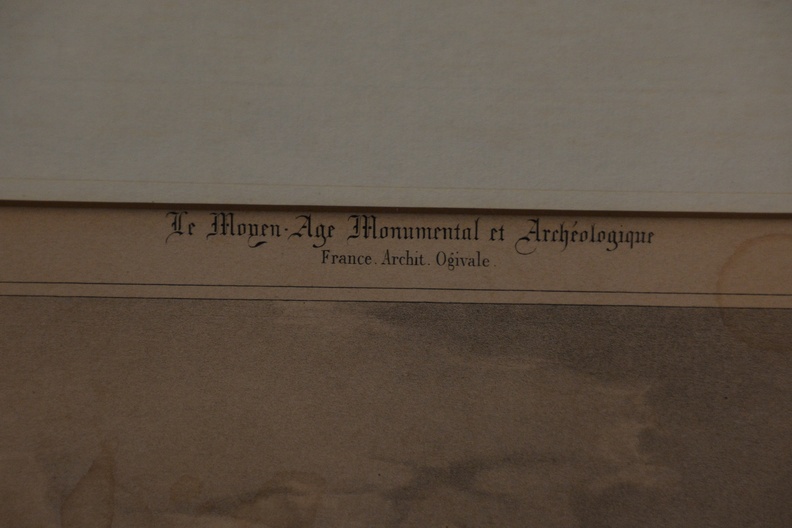 Le Moyen-Age Monumental et Archéologique
France. Archit. Ogivale.